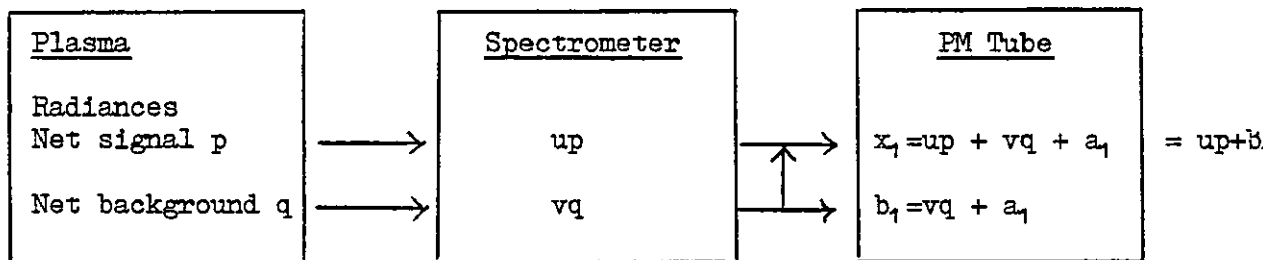 Plasma Spectrometer PM Tube
Radiances
Net signal p up x₁=up + vq + a₁ = up+b
Net background q vq b₁=vq + a₁